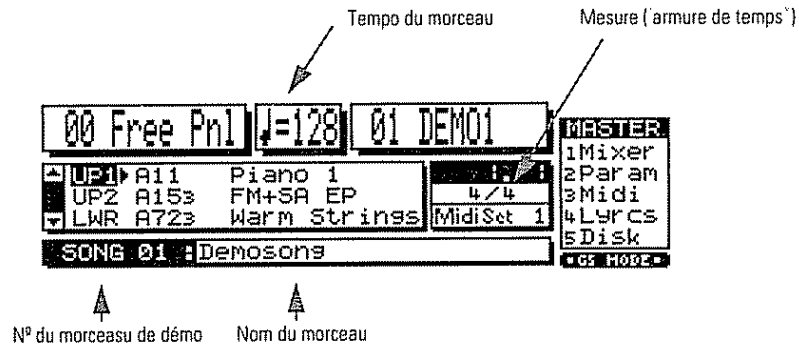 Tempo du morceau
Mesure (`armure de temps`)
00 Free Pnl
♩=128
01 DEMO1
UP1 A11 Piano 1
UP2 A153 FM+SA EP
LWR A723 Warm Strings
4/4
MidiSet 1
MASTER
1Mixer
2Param
3Midi
4Lyrcs
5Disk
GS MODE
SONG 01 :Demosong
Nº du morceasu de démo
Nom du morceau